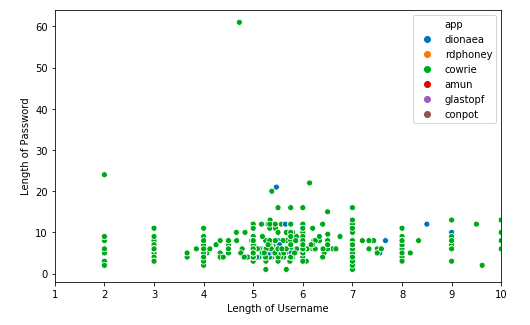 60
50
40
30
20
10
0
Length of Password
app
dionaea
rdphoney
cowrie
amun
glastopf
conpot
1 2 3 4 5 6 7 8 9 10
Length of Username